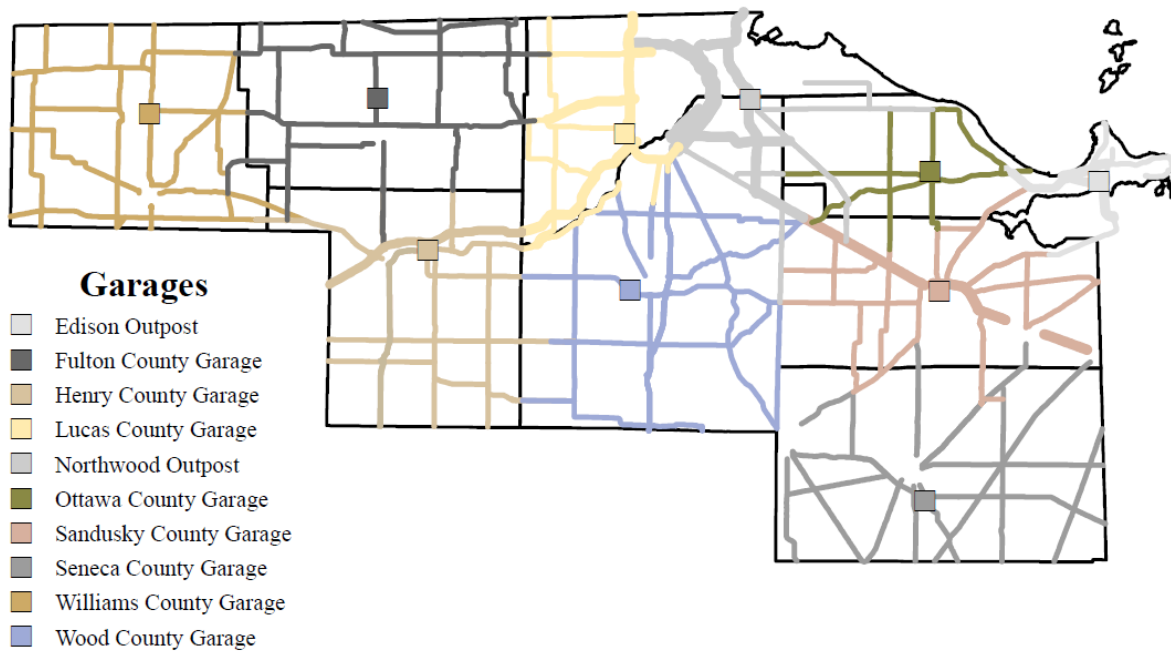 Garages
Edison Outpost
Fulton County Garage
Henry County Garage
Lucas County Garage
Northwood Outpost
Ottawa County Garage
Sandusky County Garage
Seneca County Garage
Williams County Garage
Wood County Garage